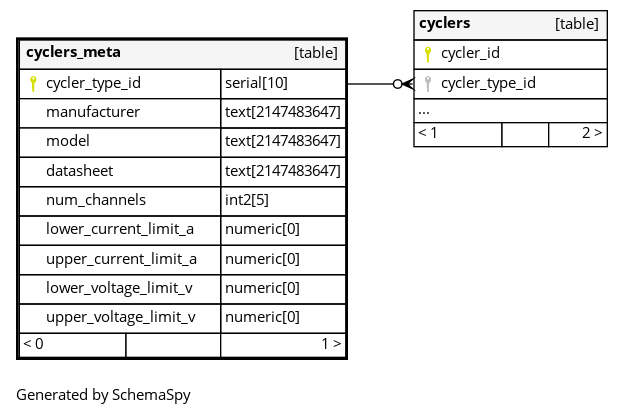 cyclers_meta [table]
cycler_type_id serial[10]
manufacturer text[2147483647]
model text[2147483647]
datasheet text[2147483647]
num_channels int2[5]
lower_current_limit_a numeric[0]
upper_current_limit_a numeric[0]
lower_voltage_limit_v numeric[0]
upper_voltage_limit_v numeric[0]
< 0 1 >
cyclers [table]
cycler_id
cycler_type_id
...
< 1 2 >
Generated by SchemaSpy